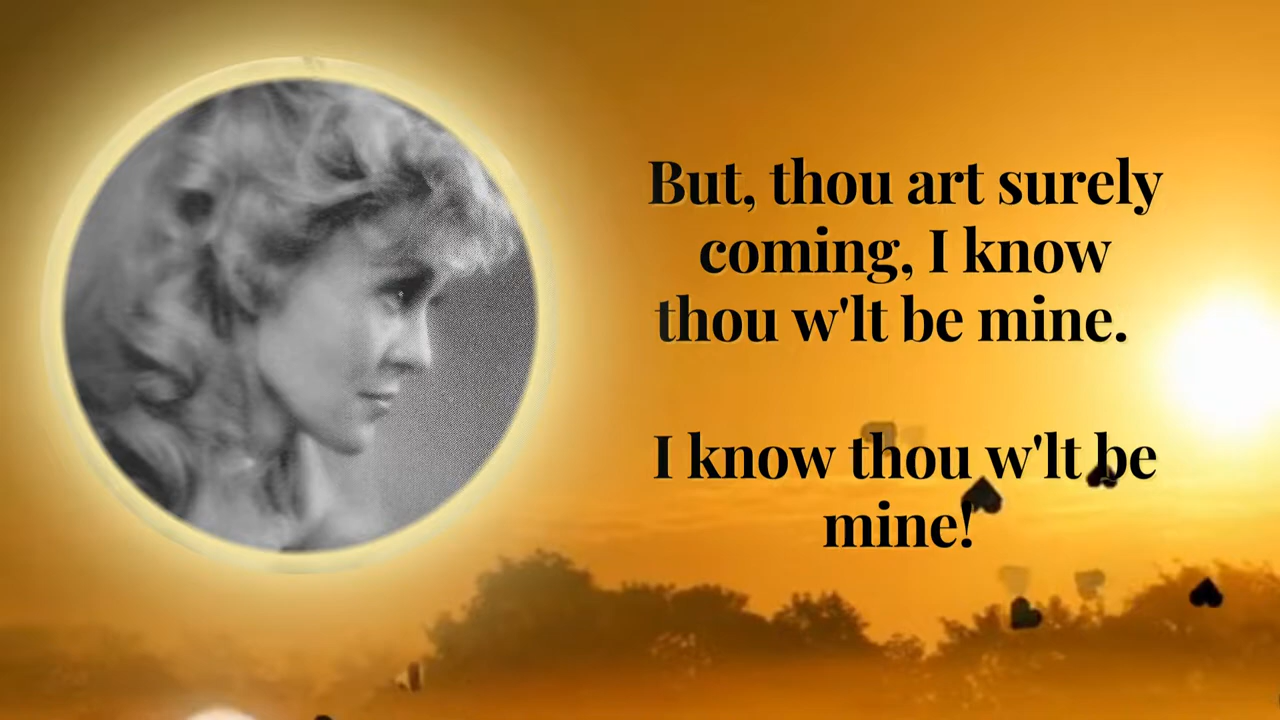 But, thou art surely
coming, I know
thou w'lt be mine.
I know thou w'lt be
mine!